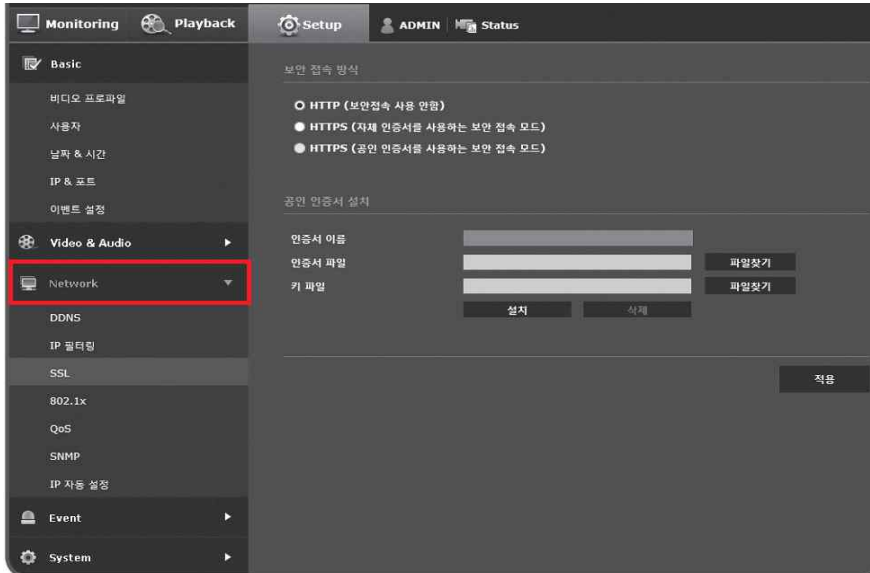 Monitoring Playback Setup ADMIN Status
Basic
비디오 프로파일
사용자
날짜 & 시간
IP & 포트
이벤트 설정
Video & Audio
Network
DDNS
IP 필터링
SSL
802.1x
QoS
SNMP
IP 자동 설정
Event
System
보안 접속 방식
HTTP (보안접속 사용 안함)
HTTPS (자체 인증서를 사용하는 보안 접속 모드)
HTTPS (공인 인증서를 사용하는 보안 접속 모드)
공인 인증서 설치
인증서 이름
인증서 파일 파일찾기
키 파일 파일찾기
설치 삭제
적용